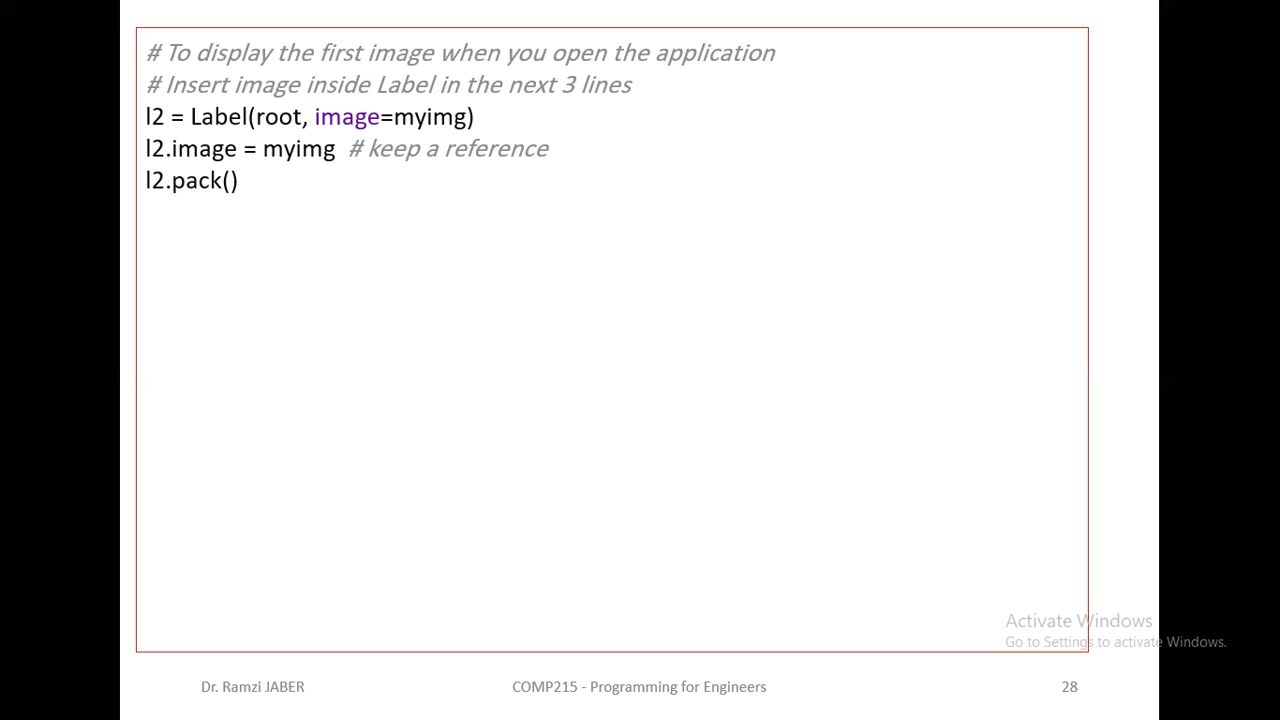 # To display the first image when you open the application
# Insert image inside Label in the next 3 lines
l2 = Label(root, image=myimg)
l2.image = myimg  # keep a reference
l2.pack()
Activate Windows
Go to Settings to activate Windows.
Dr. Ramzi JABER
COMP215 - Programming for Engineers
28